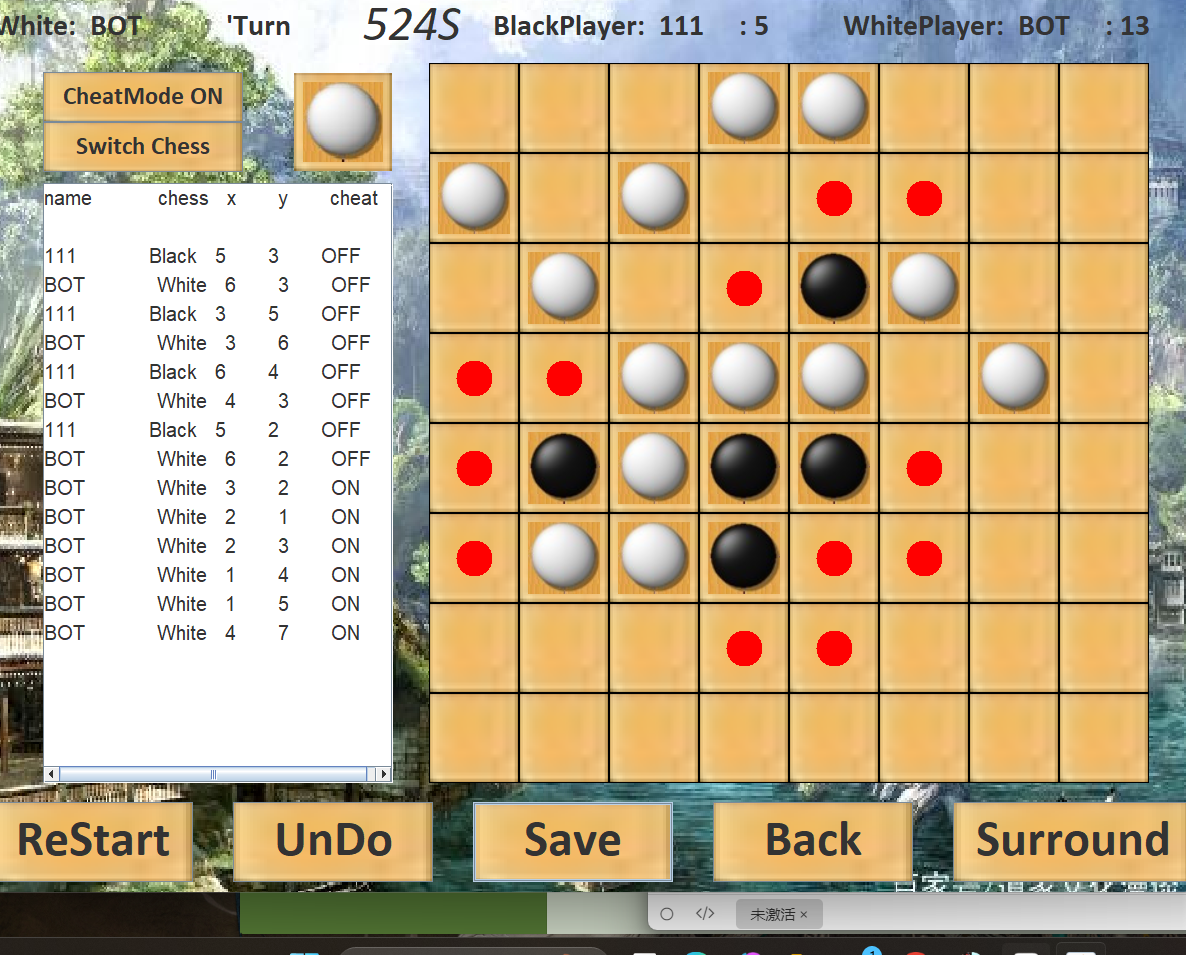 White: BOT 'Turn 524S BlackPlayer: 111 : 5 WhitePlayer: BOT : 13
CheatMode ON
Switch Chess
name chess x y cheat
111 Black 5 3 OFF
BOT White 6 3 OFF
111 Black 3 5 OFF
BOT White 3 6 OFF
111 Black 6 4 OFF
BOT White 4 3 OFF
111 Black 5 2 OFF
BOT White 6 2 OFF
BOT White 3 2 ON
BOT White 2 1 ON
BOT White 2 3 ON
BOT White 1 4 ON
BOT White 1 5 ON
BOT White 4 7 ON
ReStart UnDo Save Back Surround
</> 未激活 ×